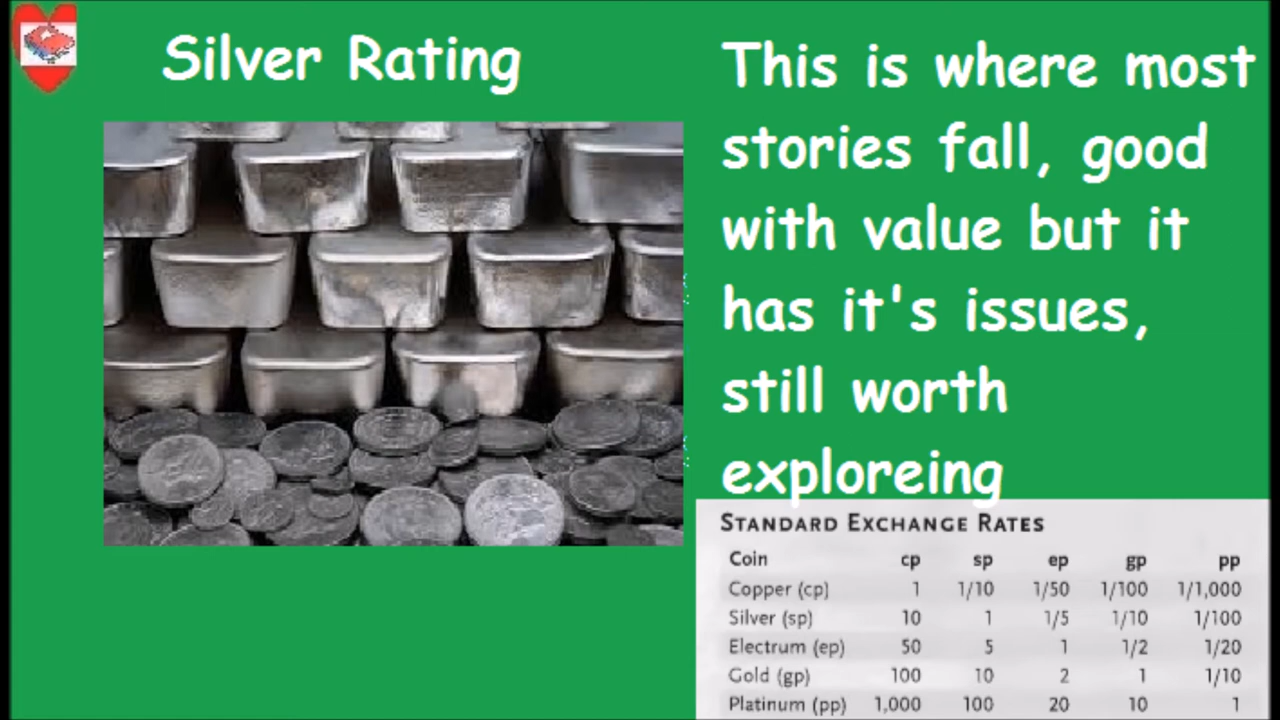 Silver Rating
This is where most
stories fall, good
with value but it
has it's issues,
still worth
exploreing
STANDARD EXCHANGE RATES
Coin cp sp ep gp pp
Copper (cp) 1 1/10 1/50 1/100 1/1,000
Silver (sp) 10 1 1/5 1/10 1/100
Electrum (ep) 50 5 1 1/2 1/20
Gold (gp) 100 10 2 1 1/10
Platinum (pp) 1,000 100 20 10 1